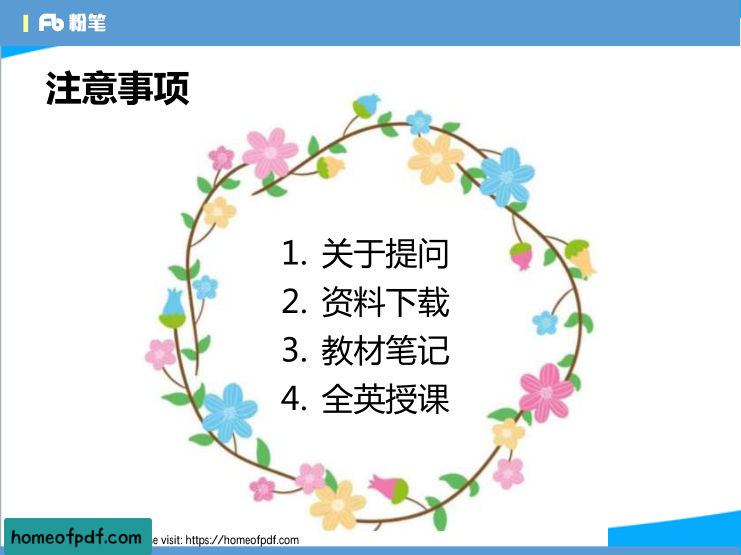 粉笔
注意事项
1. 关于提问
2. 资料下载
3. 教材笔记
4. 全英授课
homeofpdf.com
visit: https://homeofpdf.com